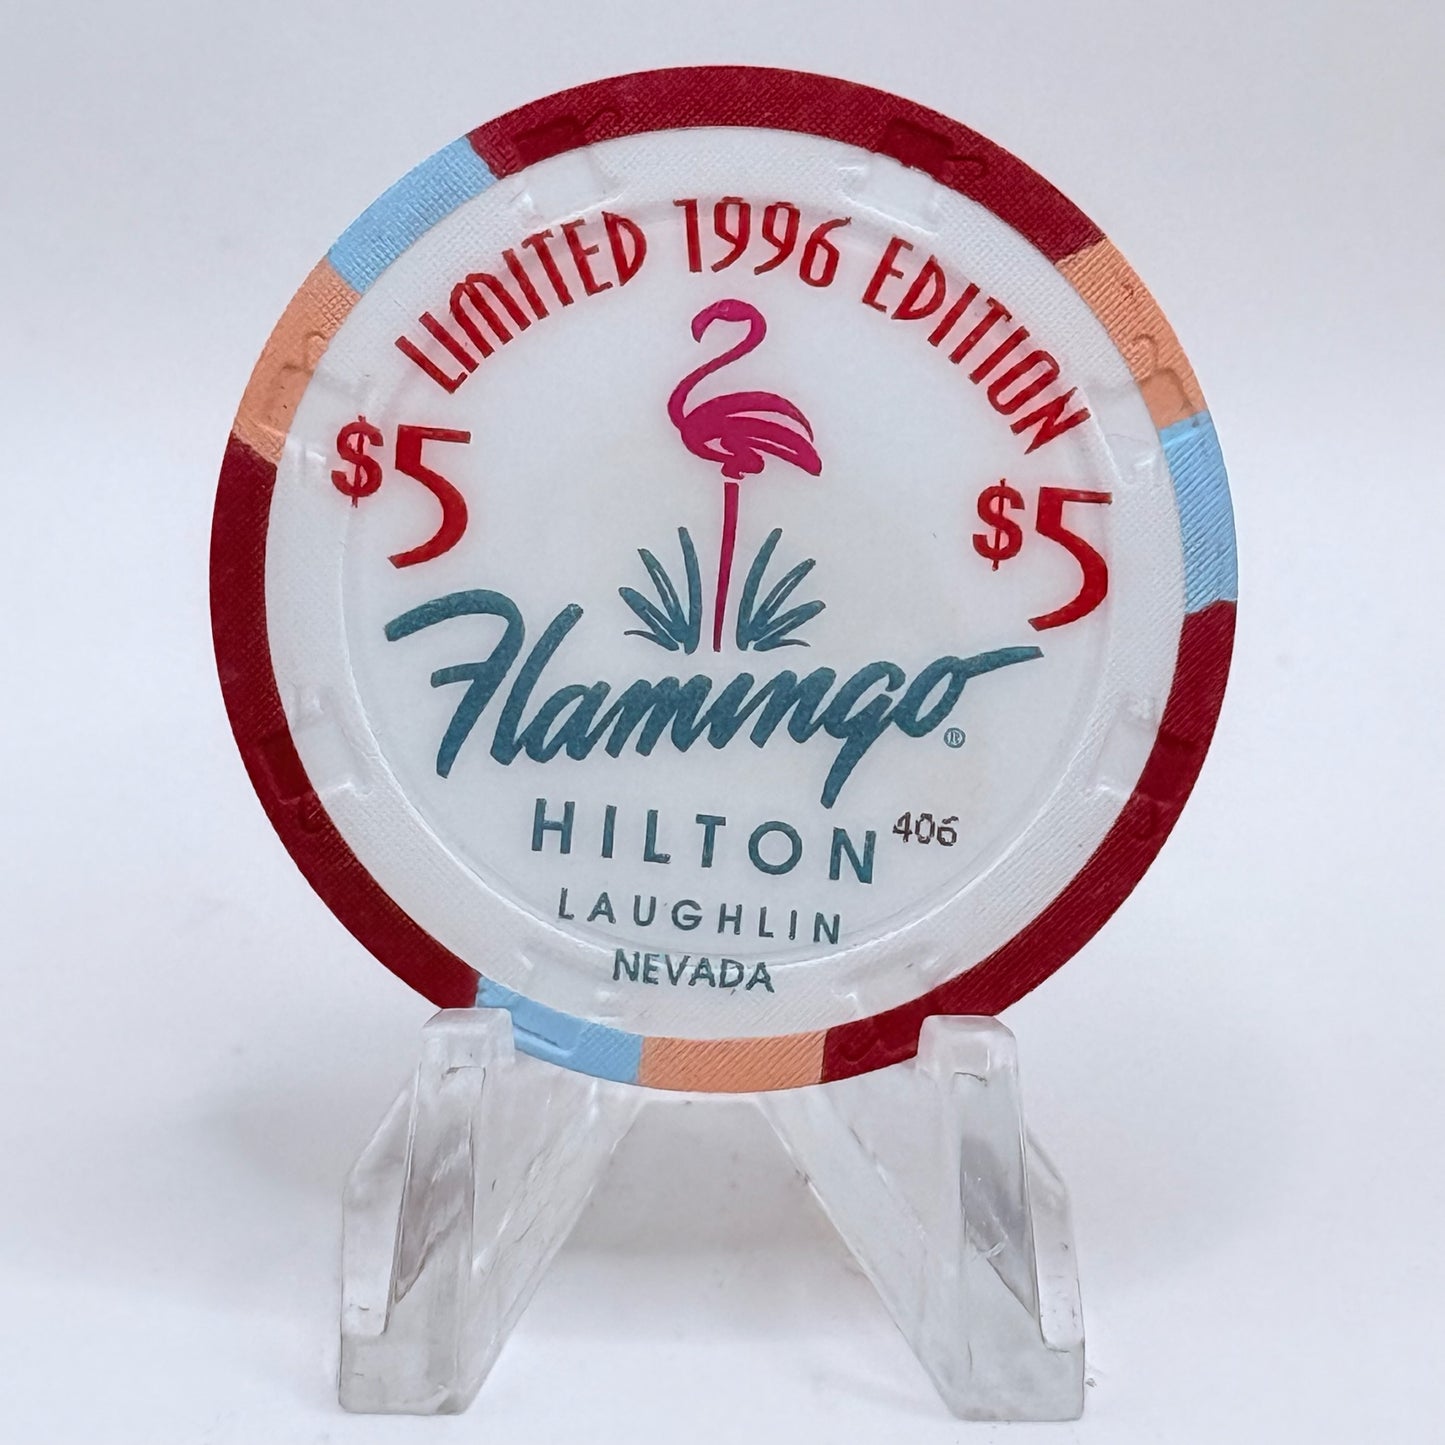 LIMITED 1996 EDITION
$5
$5
Flamingo®
HILTON 406
LAUGHLIN
NEVADA